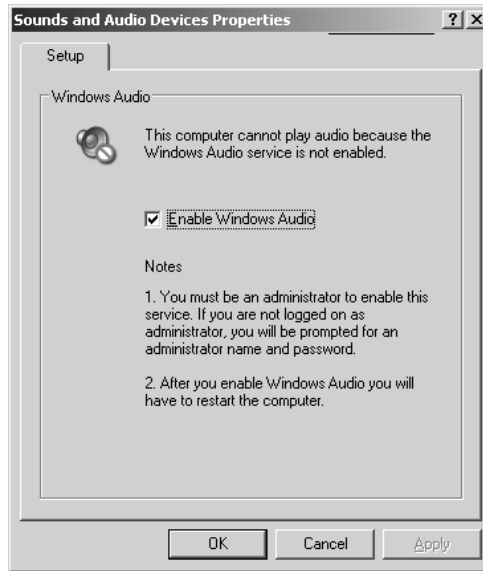 Sounds and Audio Devices Properties
Setup
Windows Audio
This computer cannot play audio because the
Windows Audio service is not enabled.
Enable Windows Audio
Notes
1. You must be an administrator to enable this
service. If you are not logged on as
administrator, you will be prompted for an
administrator name and password.
2. After you enable Windows Audio you will
have to restart the computer.
OK Cancel Apply